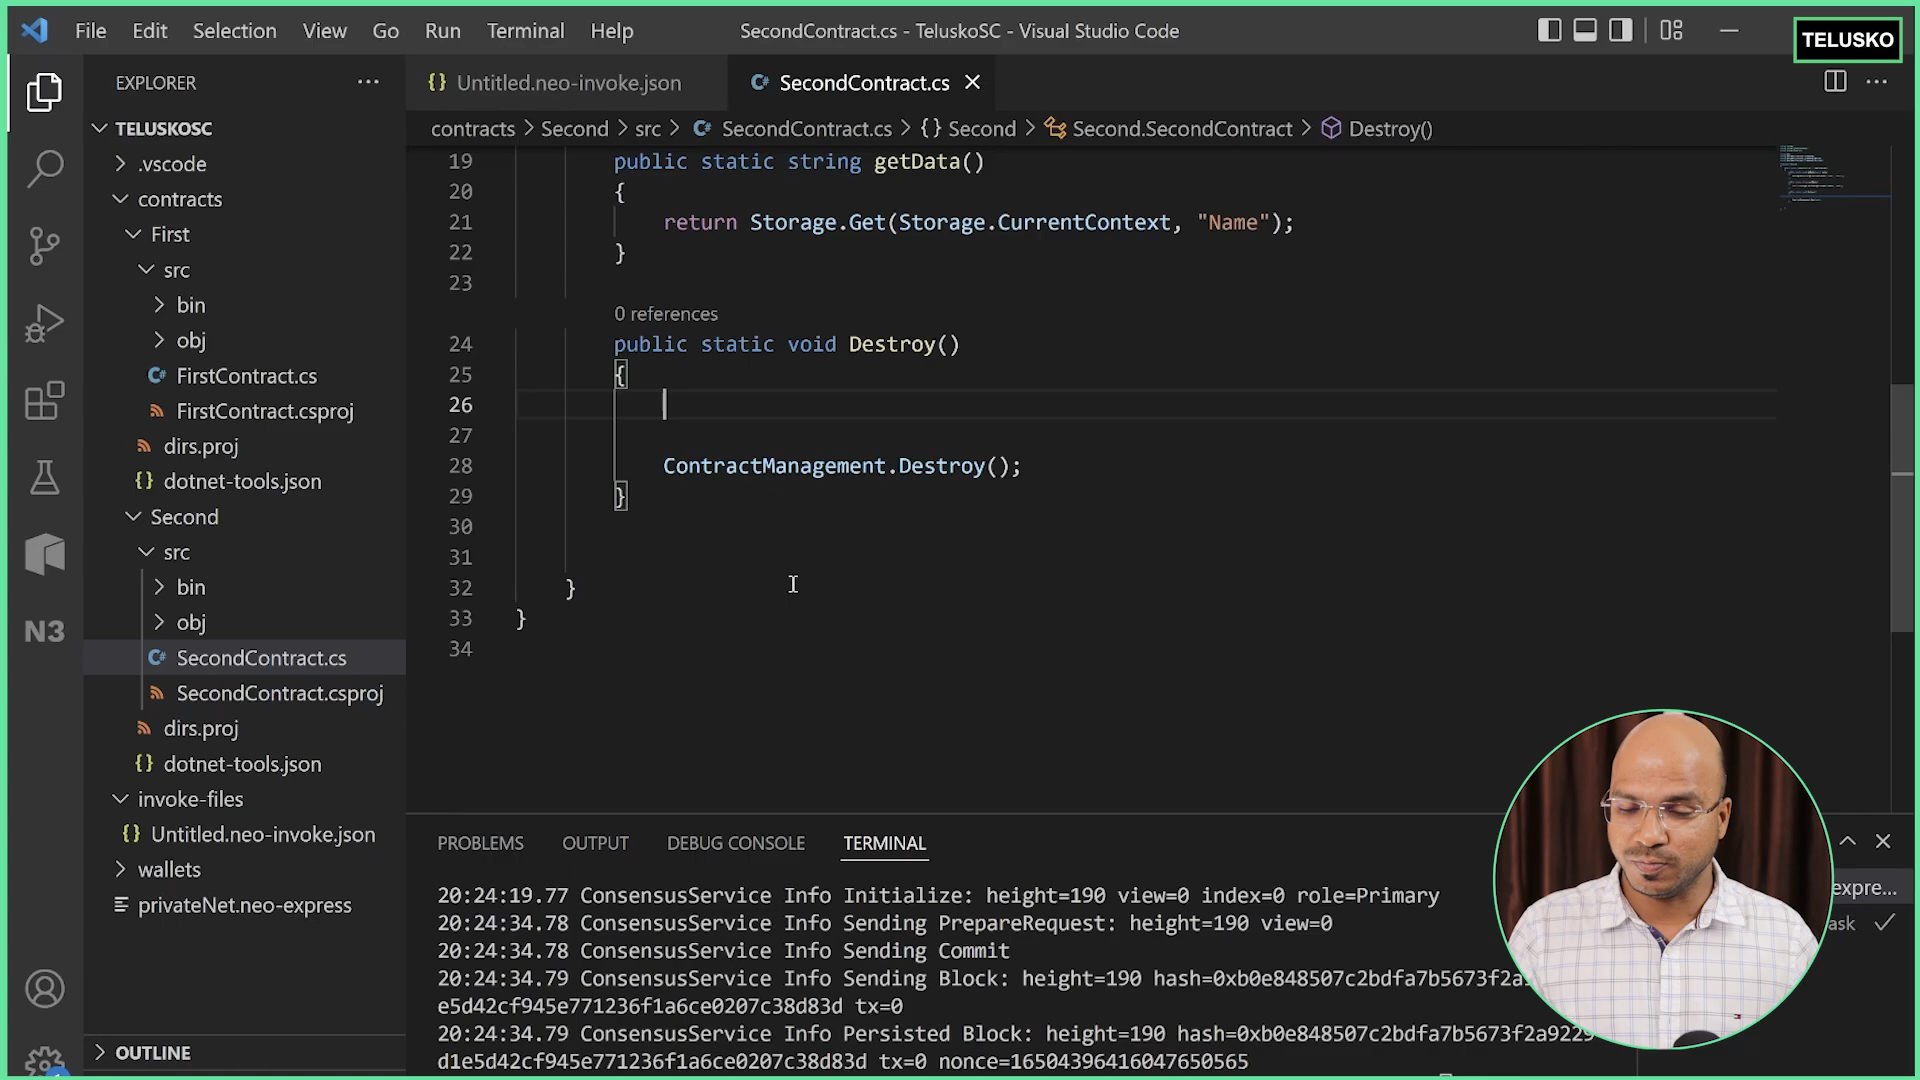 File Edit Selection View Go Run Terminal Help
SecondContract.cs - TeluskoSC - Visual Studio Code
TELUSKO
EXPLORER
TELUSKOSC
.vscode
contracts
First
src
bin
obj
FirstContract.cs
FirstContract.csproj
dirs.proj
dotnet-tools.json
Second
src
bin
obj
SecondContract.cs
SecondContract.csproj
dirs.proj
dotnet-tools.json
invoke-files
Untitled.neo-invoke.json
wallets
privateNet.neo-express
OUTLINE
N3
Untitled.neo-invoke.json
SecondContract.cs
contracts > Second > src > SecondContract.cs > {} Second > Second.SecondContract > Destroy()
19 public static string getData()
20 {
21 return Storage.Get(Storage.CurrentContext, "Name");
22 }
23
0 references
24 public static void Destroy()
25 {
26
27
28 ContractManagement.Destroy();
29 }
30
31
32 }
33 }
34
PROBLEMS OUTPUT DEBUG CONSOLE TERMINAL
20:24:19.77 ConsensusService Info Initialize: height=190 view=0 index=0 role=Primary
20:24:34.78 ConsensusService Info Sending PrepareRequest: height=190 view=0
20:24:34.78 ConsensusService Info Sending Commit
20:24:34.79 ConsensusService Info Sending Block: height=190 hash=0xb0e848507c2bdfa7b5673f2a
e5d42cf945e771236f1a6ce0207c38d83d tx=0
20:24:34.79 ConsensusService Info Persisted Block: height=190 hash=0xb0e848507c2bdfa7b5673f2a9229
d1e5d42cf945e771236f1a6ce0207c38d83d tx=0 nonce=16504396416047650565
expre...
ask